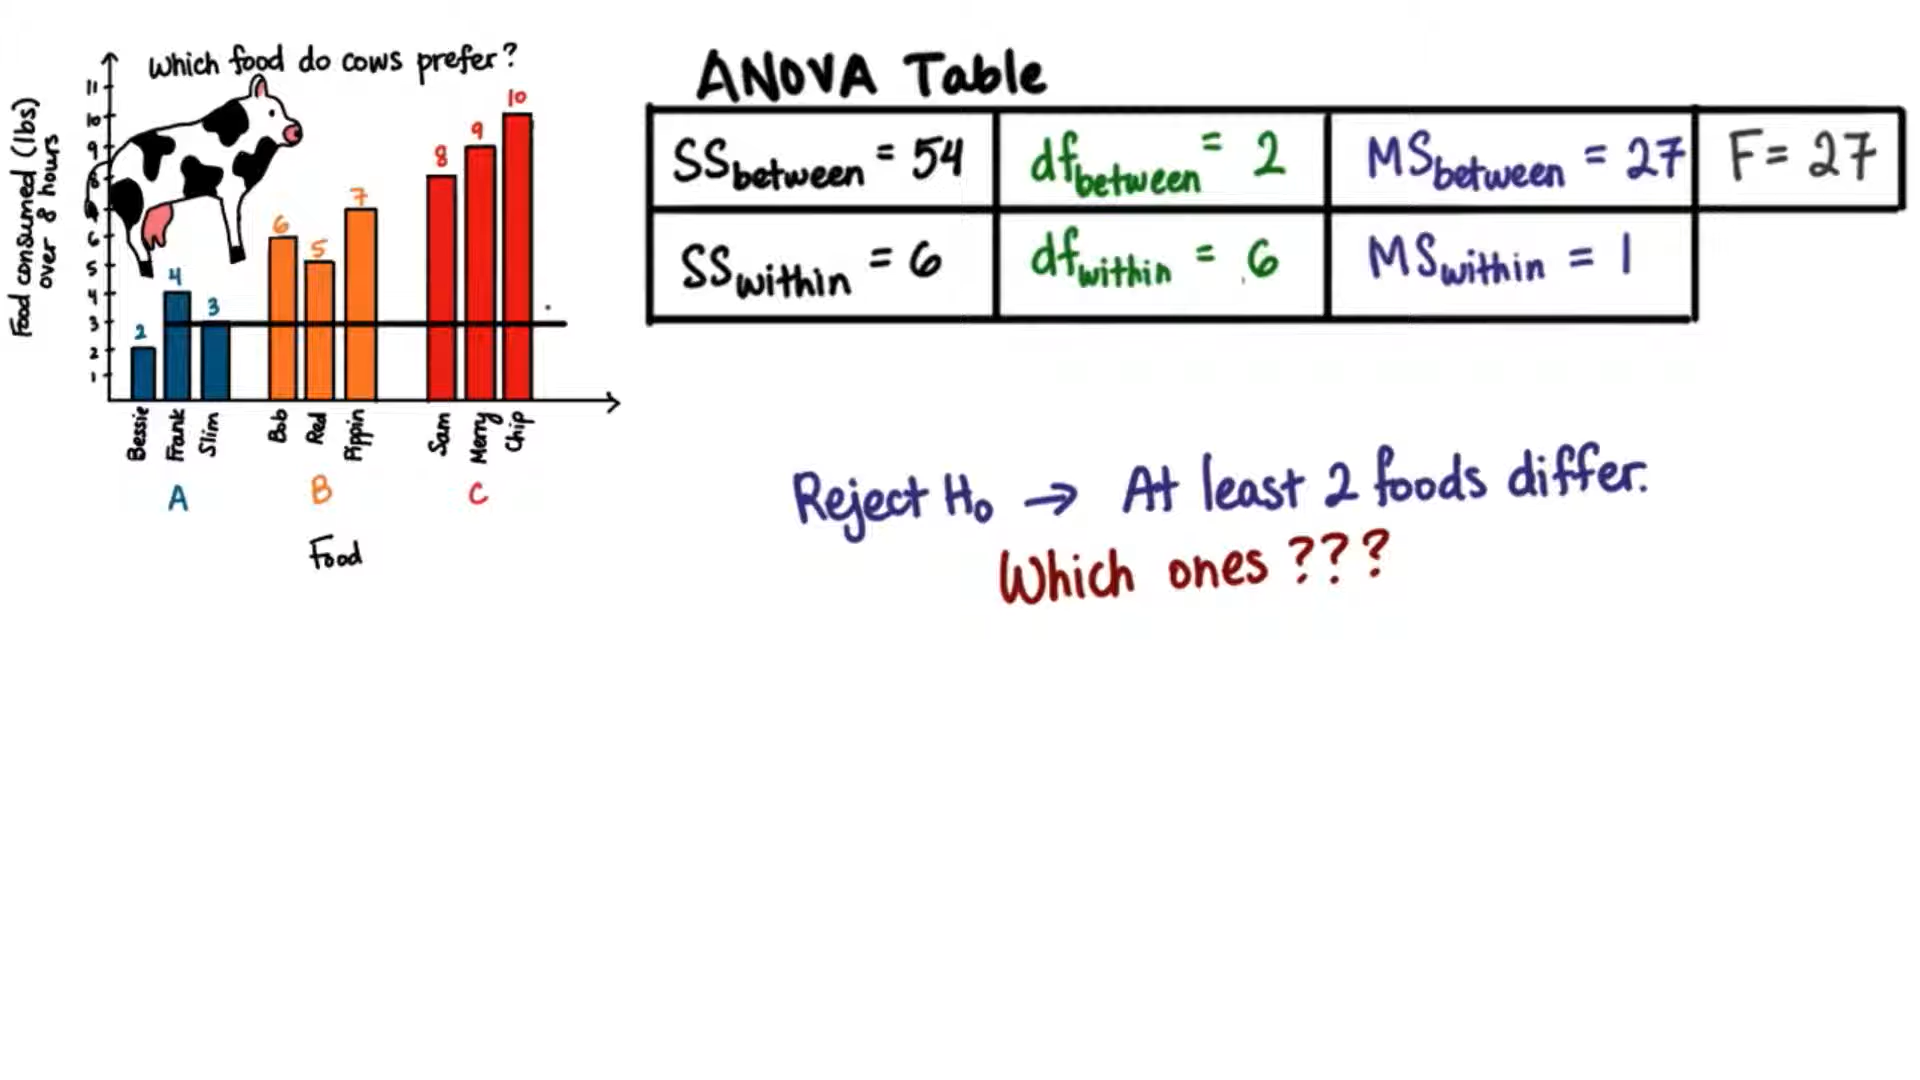 Which food do cows prefer?
Food consumed (lbs)
over 8 hours
11
10
9
8
6
5
4
3
2
1
2
4
3
6
5
7
8
9
10
Bessie
Frank
Slim
Bob
Red
Pippin
Sam
Merry
Chip
A
B
C
Food
ANOVA Table
SSbetween = 54
dfbetween = 2
MSbetween = 27
F = 27
SSwithin = 6
dfwithin = 6
MSwithin = 1
Reject H0 → At least 2 foods differ.
Which ones ???